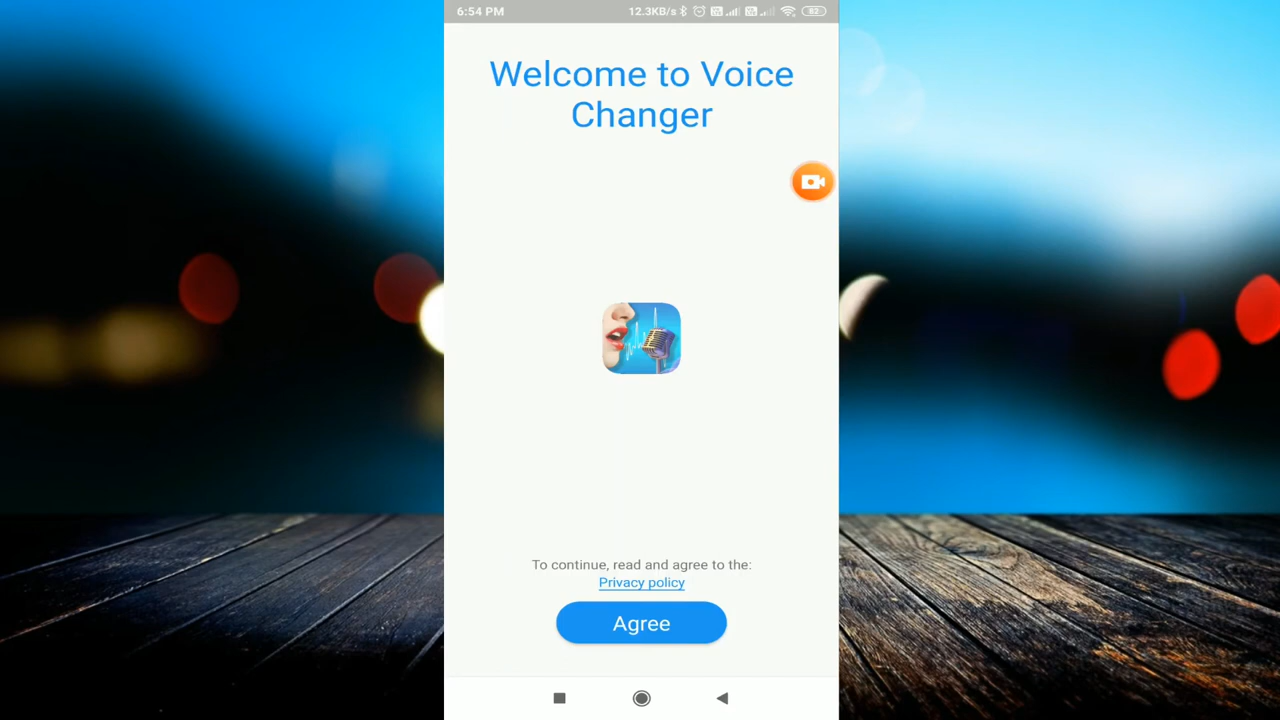 6:54 PM 12.3KB/s 82
Welcome to Voice
Changer
To continue, read and agree to the:
Privacy policy
Agree